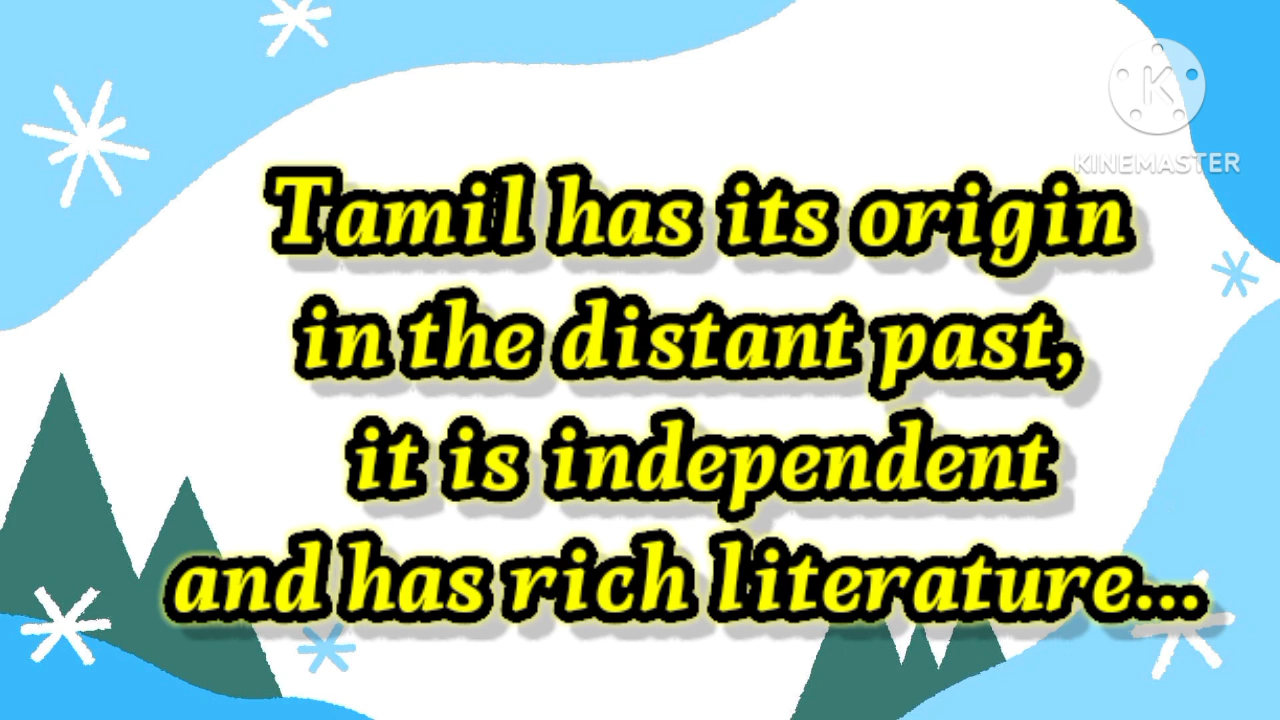 KINEMASTER
Tamil has its origin
in the distant past,
it is independent
and has rich literature...